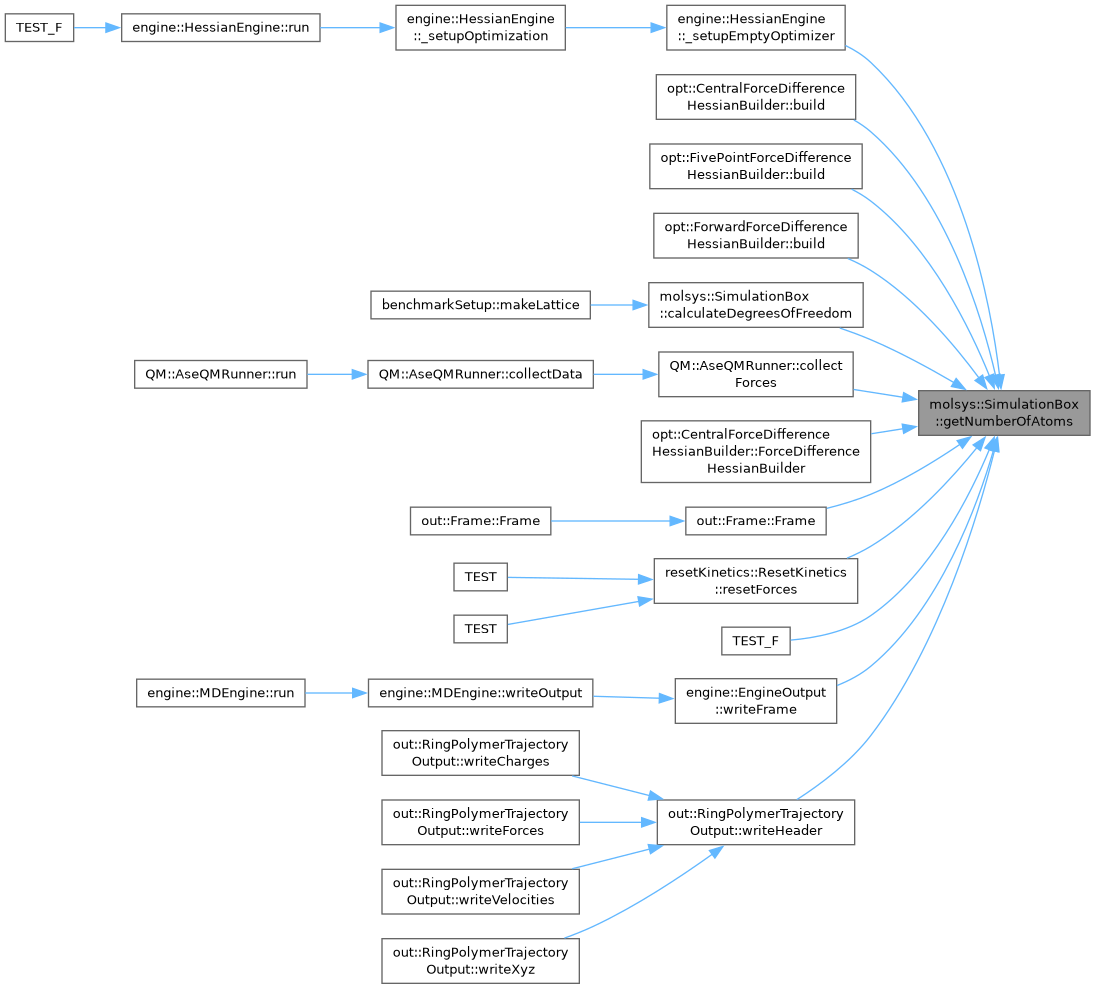 TEST_F
engine::HessianEngine::run
engine::HessianEngine
::_setupOptimization
engine::HessianEngine
::_setupEmptyOptimizer
opt::CentralForceDifference
HessianBuilder::build
opt::FivePointForceDifference
HessianBuilder::build
opt::ForwardForceDifference
HessianBuilder::build
benchmarkSetup::makeLattice
molsys::SimulationBox
::calculateDegreesOfFreedom
QM::AseQMRunner::run
QM::AseQMRunner::collectData
QM::AseQMRunner::collect
Forces
molsys::SimulationBox
::getNumberOfAtoms
opt::CentralForceDifference
HessianBuilder::ForceDifference
HessianBuilder
out::Frame::Frame
out::Frame::Frame
TEST
TEST
resetKinetics::ResetKinetics
::resetForces
TEST_F
engine::MDEngine::run
engine::MDEngine::writeOutput
engine::EngineOutput
::writeFrame
out::RingPolymerTrajectory
Output::writeCharges
out::RingPolymerTrajectory
Output::writeForces
out::RingPolymerTrajectory
Output::writeHeader
out::RingPolymerTrajectory
Output::writeVelocities
out::RingPolymerTrajectory
Output::writeXyz